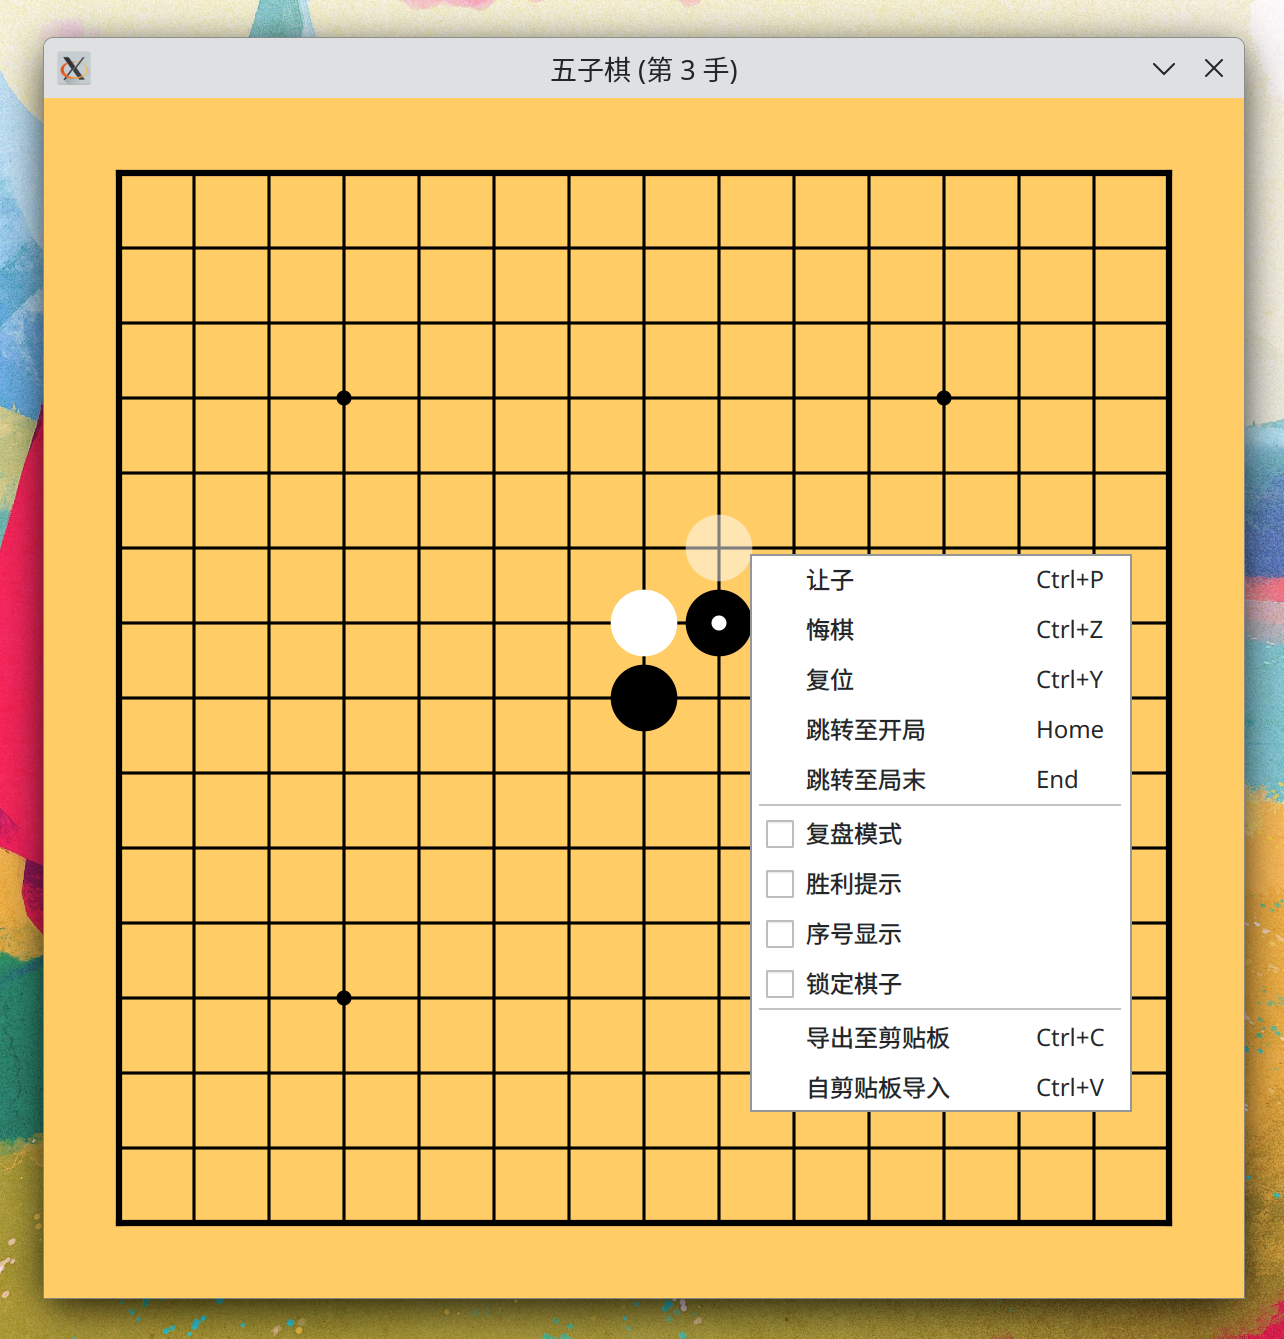 五子棋 (第 3 手)
让子 Ctrl+P
悔棋 Ctrl+Z
复位 Ctrl+Y
跳转至开局 Home
跳转至局末 End
复盘模式
胜利提示
序号显示
锁定棋子
导出至剪贴板 Ctrl+C
自剪贴板导入 Ctrl+V